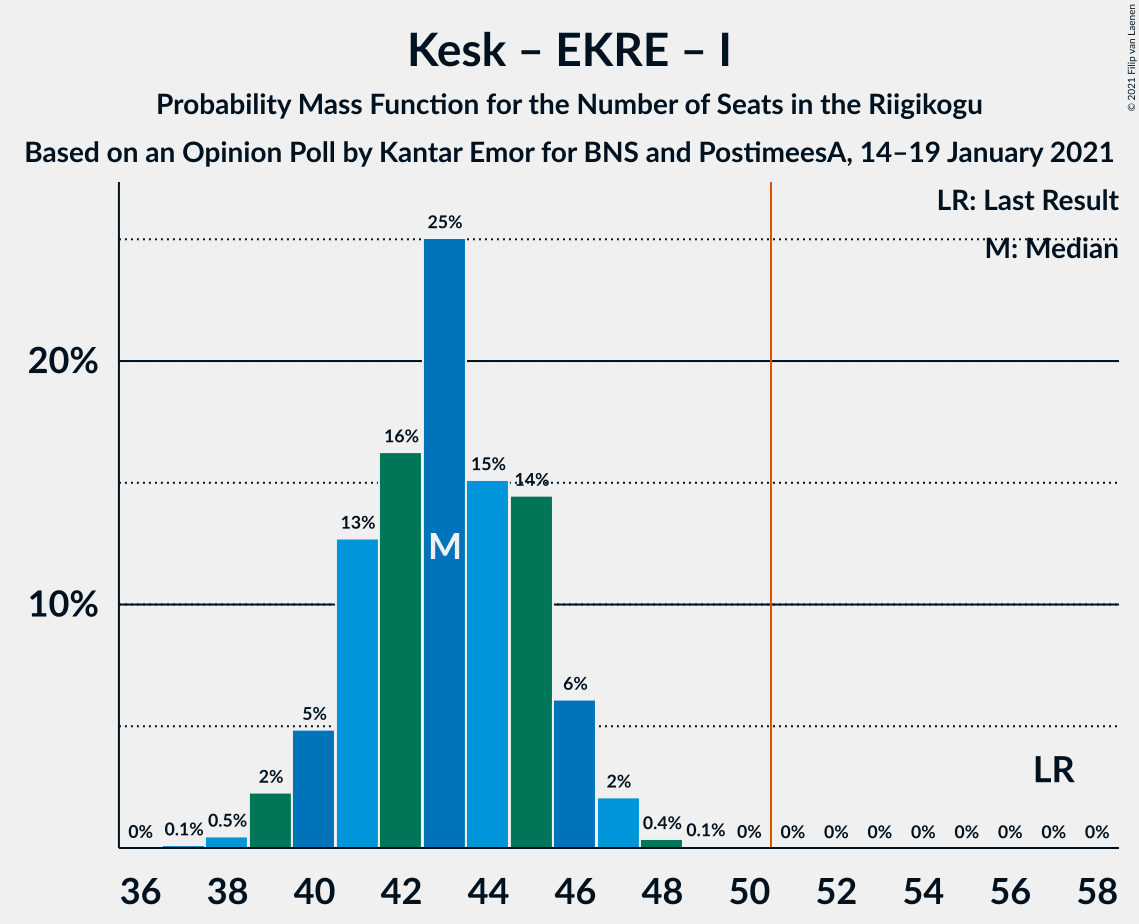 Kesk – EKRE – I
Probability Mass Function for the Number of Seats in the Riigikogu
Based on an Opinion Poll by Kantar Emor for BNS and PostimeesA, 14–19 January 2021
© 2021 Filip van Laenen
LR: Last Result
M: Median
20%
10%
0%
0.1%
0.5%
2%
5%
13%
16%
25%
M
15%
14%
6%
2%
0.4%
0.1%
0%
0%
0%
0%
0%
0%
0%
LR
0%
0%
36 38 40 42 44 46 48 50 52 54 56 58